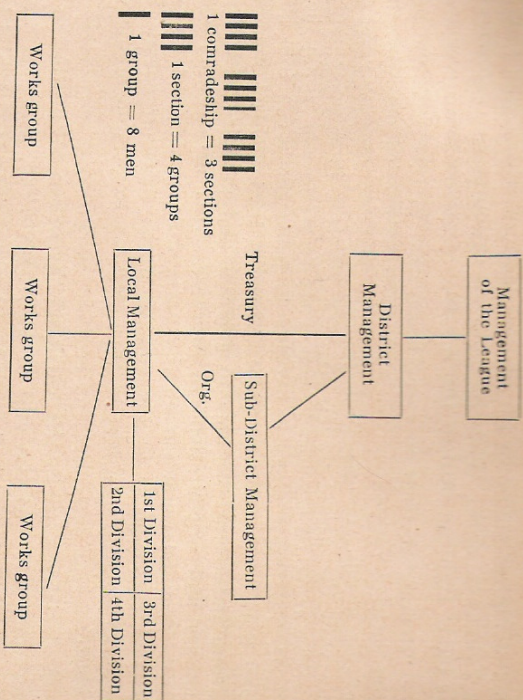 Management
of the League
District
Management
Treasury
Sub-District Management
Org.
1 comradeship = 3 sections
1 section = 4 groups
1 group = 8 men
Local Management
1st Division
3rd Division
2nd Division
4th Division
Works group
Works group
Works group